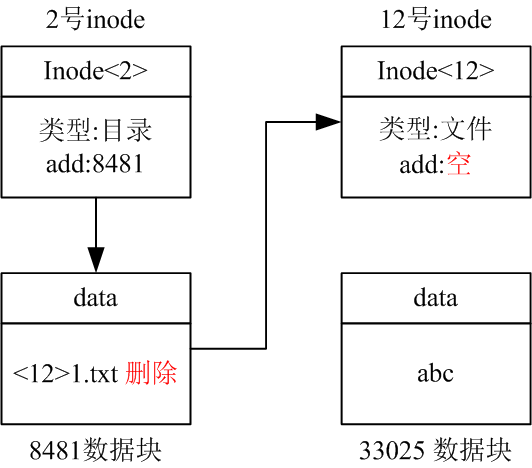 2号inode
12号inode
Inode<2>
Inode<12>
类型:目录
add:8481
类型:文件
add:空
data
data
<12>1.txt 删除
abc
8481数据块
33025 数据块